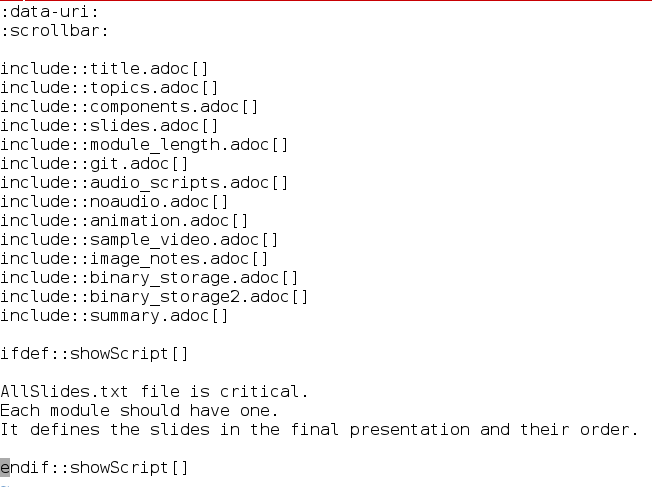 :data-uri:
:scrollbar:
include::title.adoc[]
include::topics.adoc[]
include::components.adoc[]
include::slides.adoc[]
include::module_length.adoc[]
include::git.adoc[]
include::audio_scripts.adoc[]
include::noaudio.adoc[]
include::animation.adoc[]
include::sample_video.adoc[]
include::image_notes.adoc[]
include::binary_storage.adoc[]
include::binary_storage2.adoc[]
include::summary.adoc[]
ifdef::showScript[]
AllSlides.txt file is critical.
Each module should have one.
It defines the slides in the final presentation and their order.
endif::showScript[]